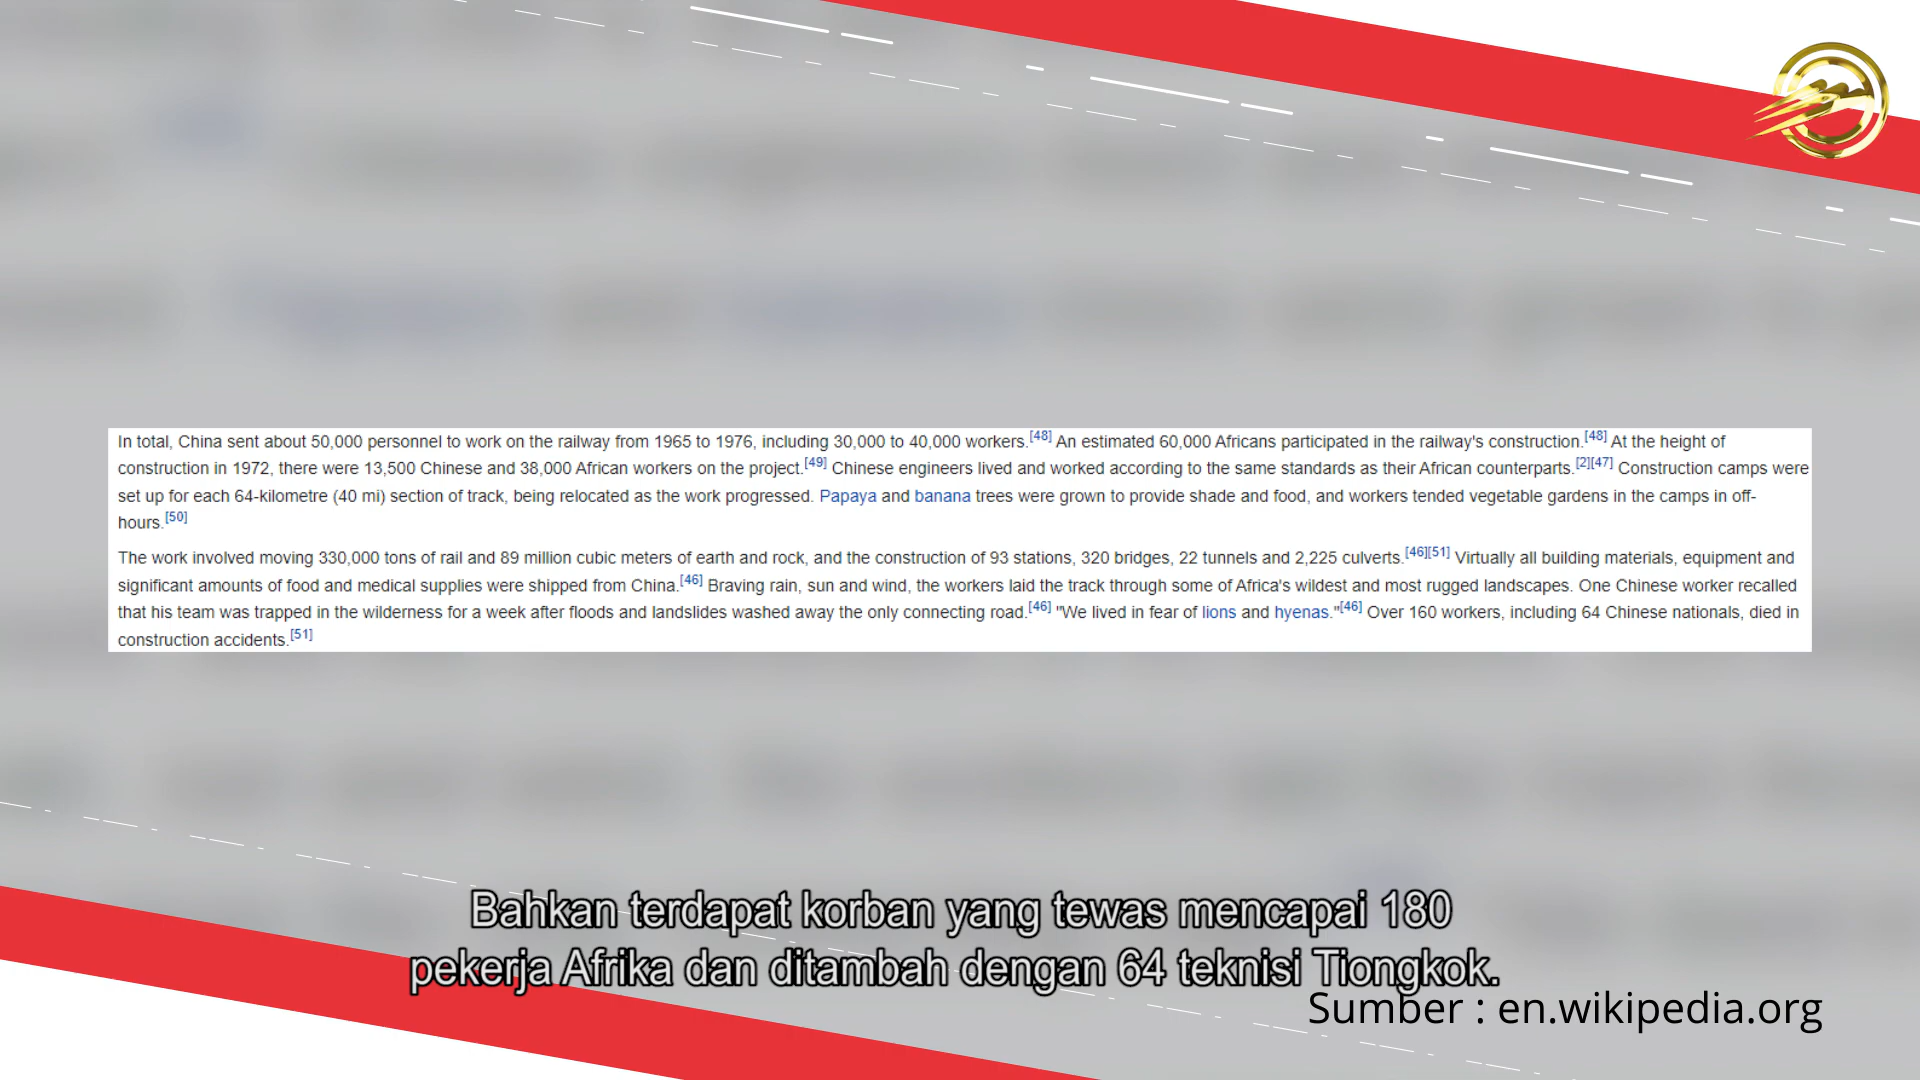 In total, China sent about 50,000 personnel to work on the railway from 1965 to 1976, including 30,000 to 40,000 workers.[48] An estimated 60,000 Africans participated in the railway's construction.[48] At the height of
construction in 1972, there were 13,500 Chinese and 38,000 African workers on the project.[49] Chinese engineers lived and worked according to the same standards as their African counterparts.[2][47] Construction camps were
set up for each 64-kilometre (40 mi) section of track, being relocated as the work progressed. Papaya and banana trees were grown to provide shade and food, and workers tended vegetable gardens in the camps in off-
hours.[50]
The work involved moving 330,000 tons of rail and 89 million cubic meters of earth and rock, and the construction of 93 stations, 320 bridges, 22 tunnels and 2,225 culverts.[46][51] Virtually all building materials, equipment and
significant amounts of food and medical supplies were shipped from China.[46] Braving rain, sun and wind, the workers laid the track through some of Africa's wildest and most rugged landscapes. One Chinese worker recalled
that his team was trapped in the wilderness for a week after floods and landslides washed away the only connecting road.[46] "We lived in fear of lions and hyenas."[46] Over 160 workers, including 64 Chinese nationals, died in
construction accidents.[51]
Bahkan terdapat korban yang tewas mencapai 180
pekerja Afrika dan ditambah dengan 64 teknisi Tiongkok.
Sumber : en.wikipedia.org